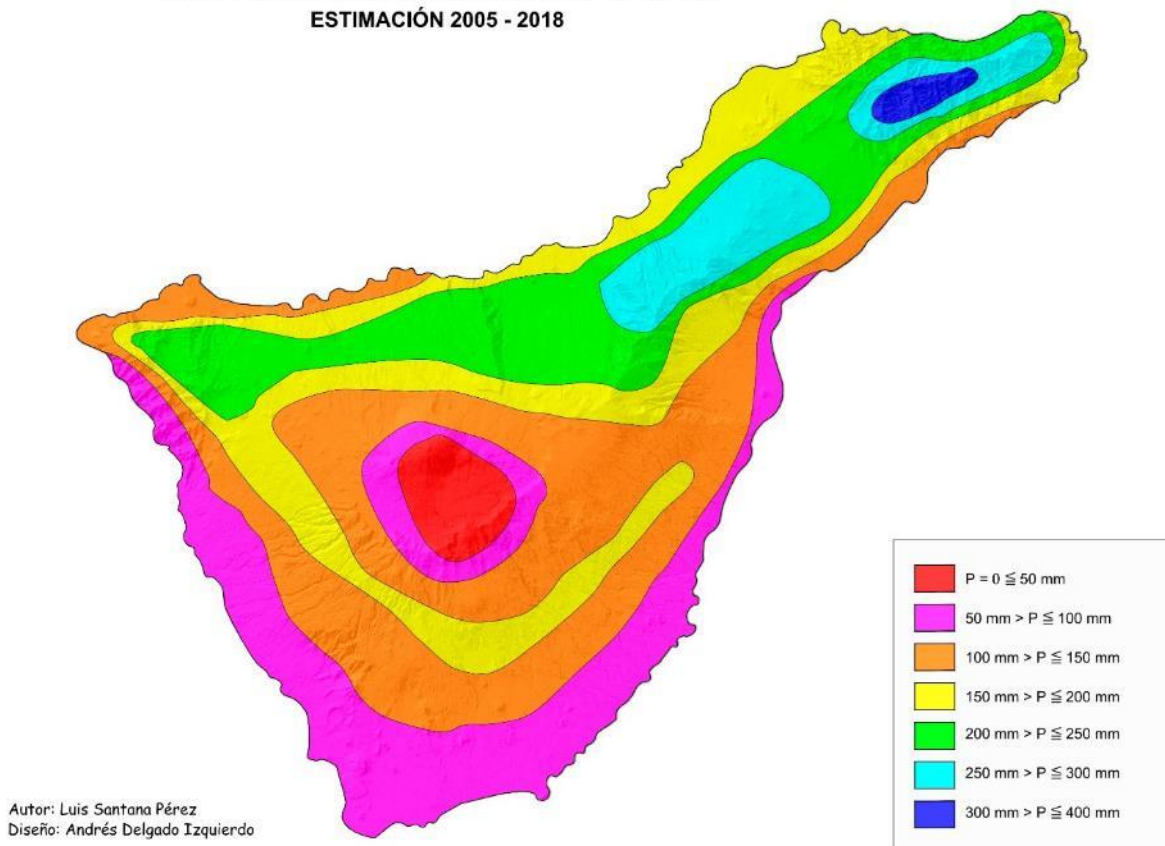 ESTIMACIÓN 2005 - 2018
P = 0 ≦ 50 mm
50 mm > P ≦ 100 mm
100 mm > P ≦ 150 mm
150 mm > P ≦ 200 mm
200 mm > P ≦ 250 mm
250 mm > P ≦ 300 mm
300 mm > P ≦ 400 mm
Autor: Luis Santana Pérez
Diseño: Andrés Delgado Izquierdo